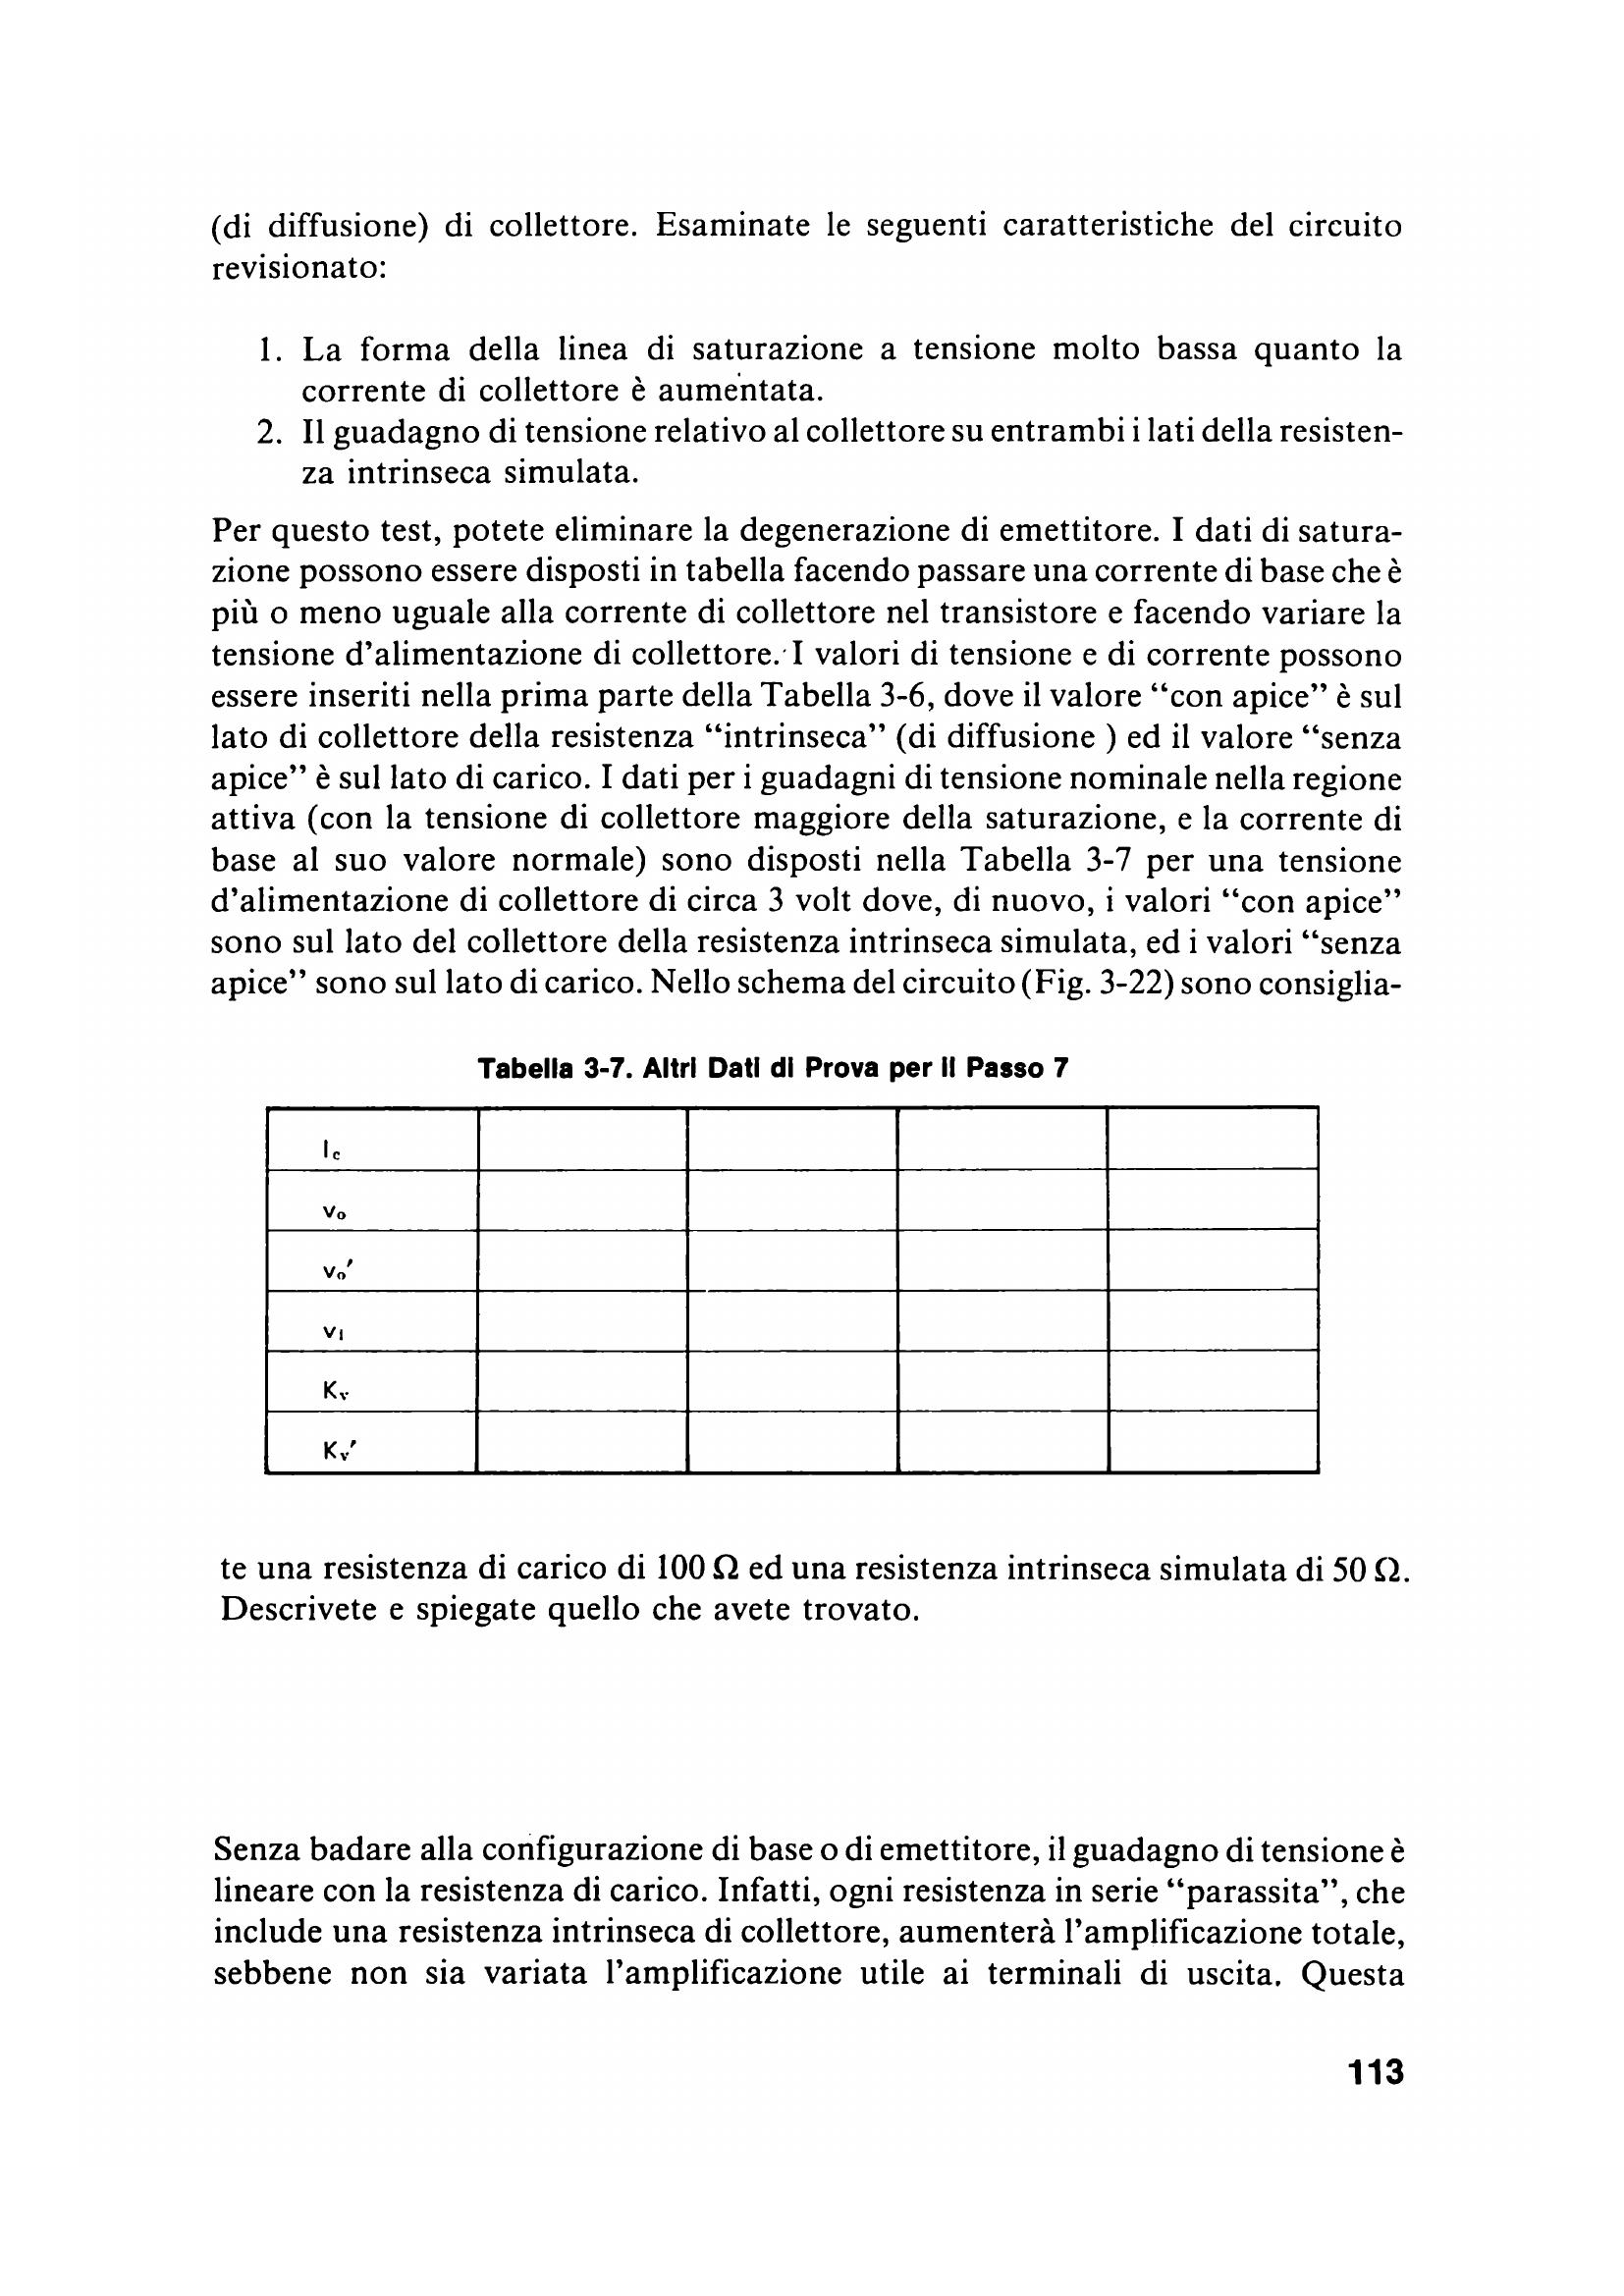 (di diffusione) di collettore. Esaminate le seguenti caratteristiche del circuito
revisionato:
1. La forma della linea di saturazione a tensione molto bassa quanto la
corrente di collettore è aumentata.
2. Il guadagno di tensione relativo al collettore su entrambi i lati della resisten-
za intrinseca simulata.
Per questo test, potete eliminare la degenerazione di emettitore. I dati di satura-
zione possono essere disposti in tabella facendo passare una corrente di base che è
più o meno uguale alla corrente di collettore nel transistore e facendo variare la
tensione d'alimentazione di collettore. I valori di tensione e di corrente possono
essere inseriti nella prima parte della Tabella 3-6, dove il valore “con apice” è sul
lato di collettore della resistenza “intrinseca” (di diffusione ) ed il valore “senza
apice” è sul lato di carico. I dati per i guadagni di tensione nominale nella regione
attiva (con la tensione di collettore maggiore della saturazione, e la corrente di
base al suo valore normale) sono disposti nella Tabella 3-7 per una tensione
d'alimentazione di collettore di circa 3 volt dove, di nuovo, i valori “con apice”
sono sul lato del collettore della resistenza intrinseca simulata, ed i valori “senza
apice” sono sul lato di carico. Nello schema del circuito (Fig. 3-22) sono consiglia-
Tabella 3-7. Altri Dati di Prova per il Passo 7
Ic
vo
vo′
vi
Kv
Kv′
te una resistenza di carico di 100 Ω ed una resistenza intrinseca simulata di 50 Ω.
Descrivete e spiegate quello che avete trovato.
Senza badare alla configurazione di base o di emettitore, il guadagno di tensione è
lineare con la resistenza di carico. Infatti, ogni resistenza in serie “parassita”, che
include una resistenza intrinseca di collettore, aumenterà l'amplificazione totale,
sebbene non sia variata l'amplificazione utile ai terminali di uscita. Questa
113